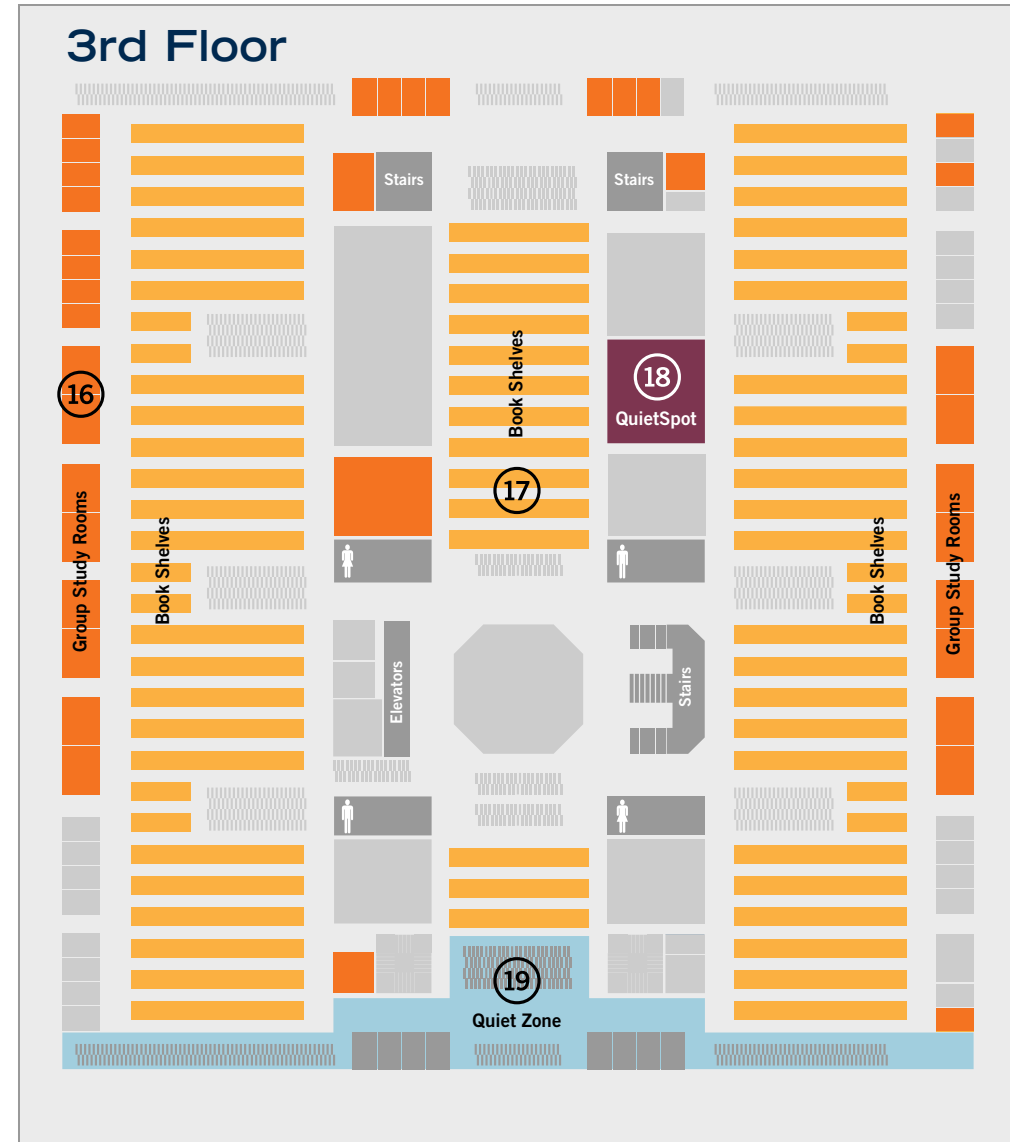 3rd Floor
Stairs
Stairs
Book Shelves
16
18
QuietSpot
17
Group Study Rooms
Book Shelves
Book Shelves
Group Study Rooms
Elevators
Stairs
19
Quiet Zone